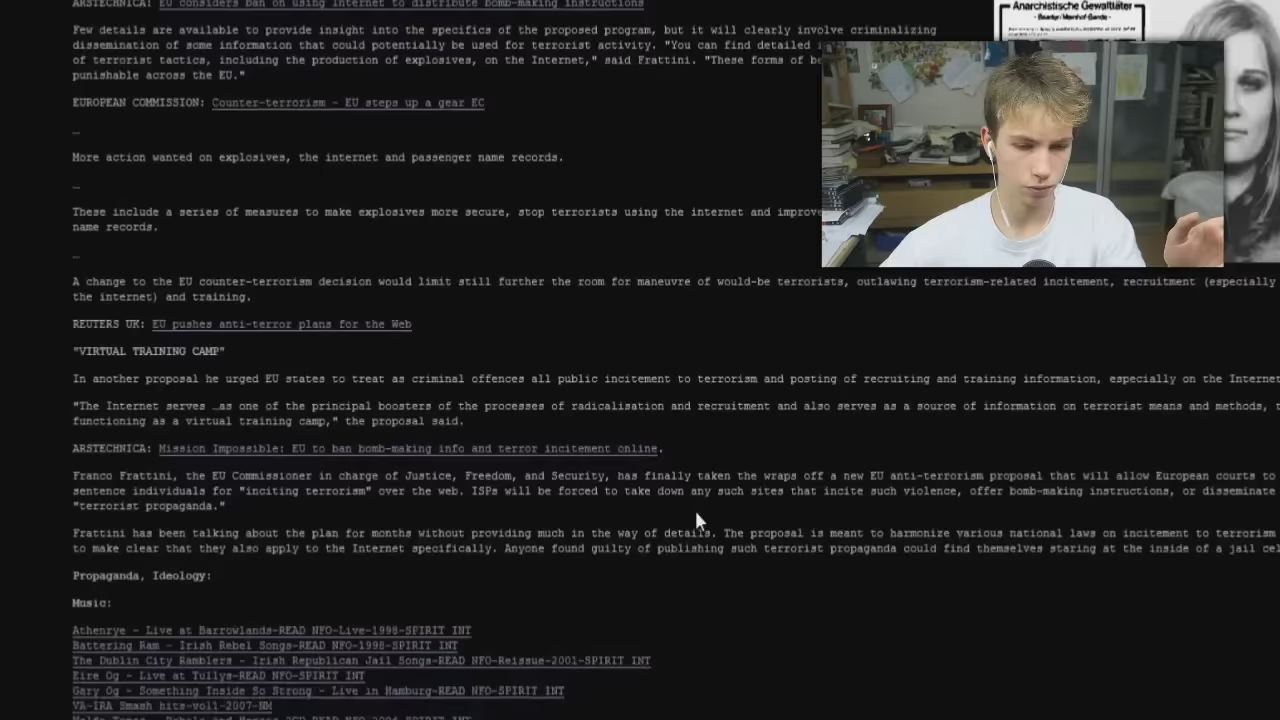 ARSTECHNICA: EU considers ban on using Internet to distribute bomb-making instructions
Anarchistische Gewalttäter
- Baader/Meinhof-Bande -
Few details are available to provide insight into the specifics of the proposed program, but it will clearly involve criminalizing
dissemination of some information that could potentially be used for terrorist activity. "You can find detailed i
of terrorist tactics, including the production of explosives, on the Internet," said Frattini. "These forms of be
punishable across the EU."
EUROPEAN COMMISSION: Counter-terrorism - EU steps up a gear EC
…
More action wanted on explosives, the internet and passenger name records.
…
These include a series of measures to make explosives more secure, stop terrorists using the internet and improve
name records.
…
A change to the EU counter-terrorism decision would limit still further the room for maneuvre of would-be terrorists, outlawing terrorism-related incitement, recruitment (especially
the internet) and training.
REUTERS UK: EU pushes anti-terror plans for the Web
"VIRTUAL TRAINING CAMP"
In another proposal he urged EU states to treat as criminal offences all public incitement to terrorism and posting of recruiting and training information, especially on the Internet
"The Internet serves …as one of the principal boosters of the processes of radicalisation and recruitment and also serves as a source of information on terrorist means and methods, t
functioning as a virtual training camp," the proposal said.
ARSTECHNICA: Mission Impossible: EU to ban bomb-making info and terror incitement online.
Franco Frattini, the EU Commissioner in charge of Justice, Freedom, and Security, has finally taken the wraps off a new EU anti-terrorism proposal that will allow European courts to
sentence individuals for "inciting terrorism" over the web. ISPs will be forced to take down any such sites that incite such violence, offer bomb-making instructions, or disseminate
"terrorist propaganda."
Frattini has been talking about the plan for months without providing much in the way of details. The proposal is meant to harmonize various national laws on incitement to terrorism
to make clear that they also apply to the Internet specifically. Anyone found guilty of publishing such terrorist propaganda could find themselves staring at the inside of a jail cel
Propaganda, Ideology:
Music:
Athenrye - Live at Barrowlands-READ NFO-Live-1998-SPIRIT INT
Battering Ram - Irish Rebel Songs-READ NFO-1998-SPIRIT INT
The Dublin City Ramblers - Irish Republican Jail Songs-READ NFO-Reissue-2001-SPIRIT INT
Eire Og - Live at Tullys-READ NFO-SPIRIT INT
Gary Og - Something Inside So Strong - Live in Hamburg-READ NFO-SPIRIT INT
VA-IRA Smash hits-vol1-2007-NM
Wolfe Tones - Rebels and Heroes 2CD-READ NFO-2004-SPIRIT INT